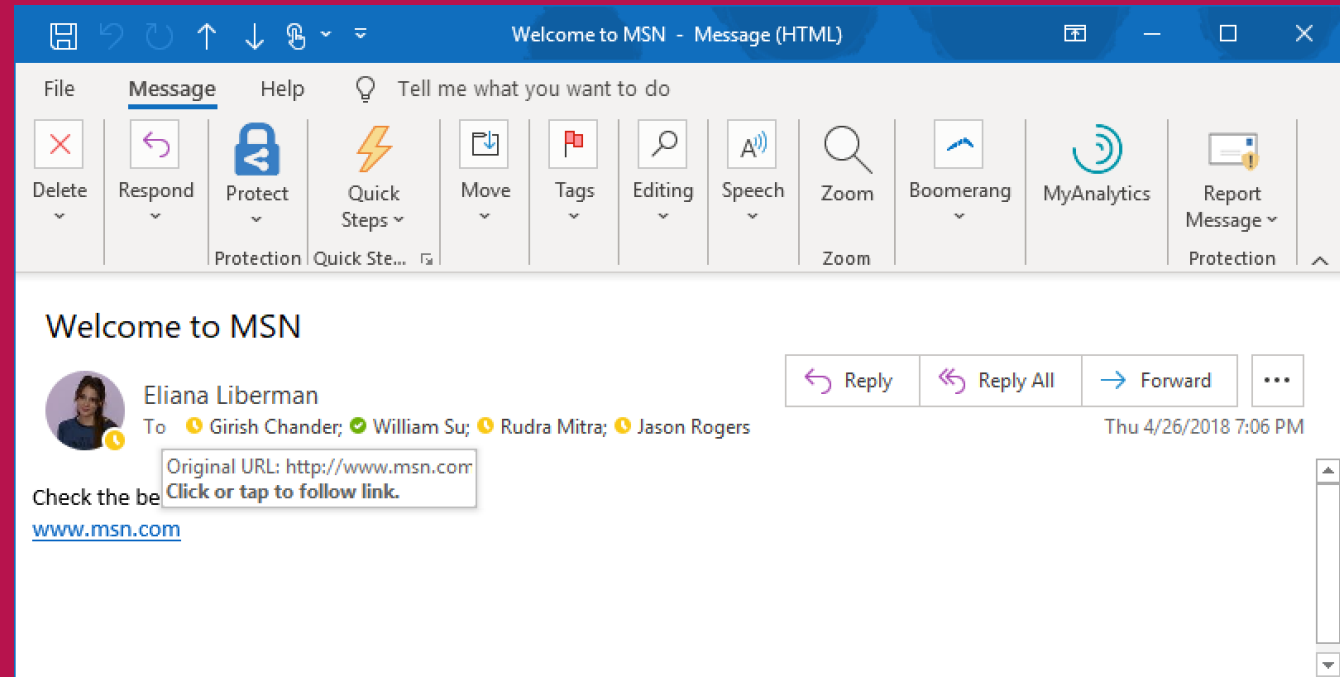 Welcome to MSN - Message (HTML)
File Message Help Tell me what you want to do
Delete Respond Protect Quick Steps Move Tags Editing Speech Zoom Boomerang MyAnalytics Report Message
Protection Quick Ste... Zoom Protection
Welcome to MSN
Reply Reply All Forward
Eliana Liberman
To Girish Chander; William Su; Rudra Mitra; Jason Rogers Thu 4/26/2018 7:06 PM
Original URL: http://www.msn.com
Click or tap to follow link.
Check the be
www.msn.com